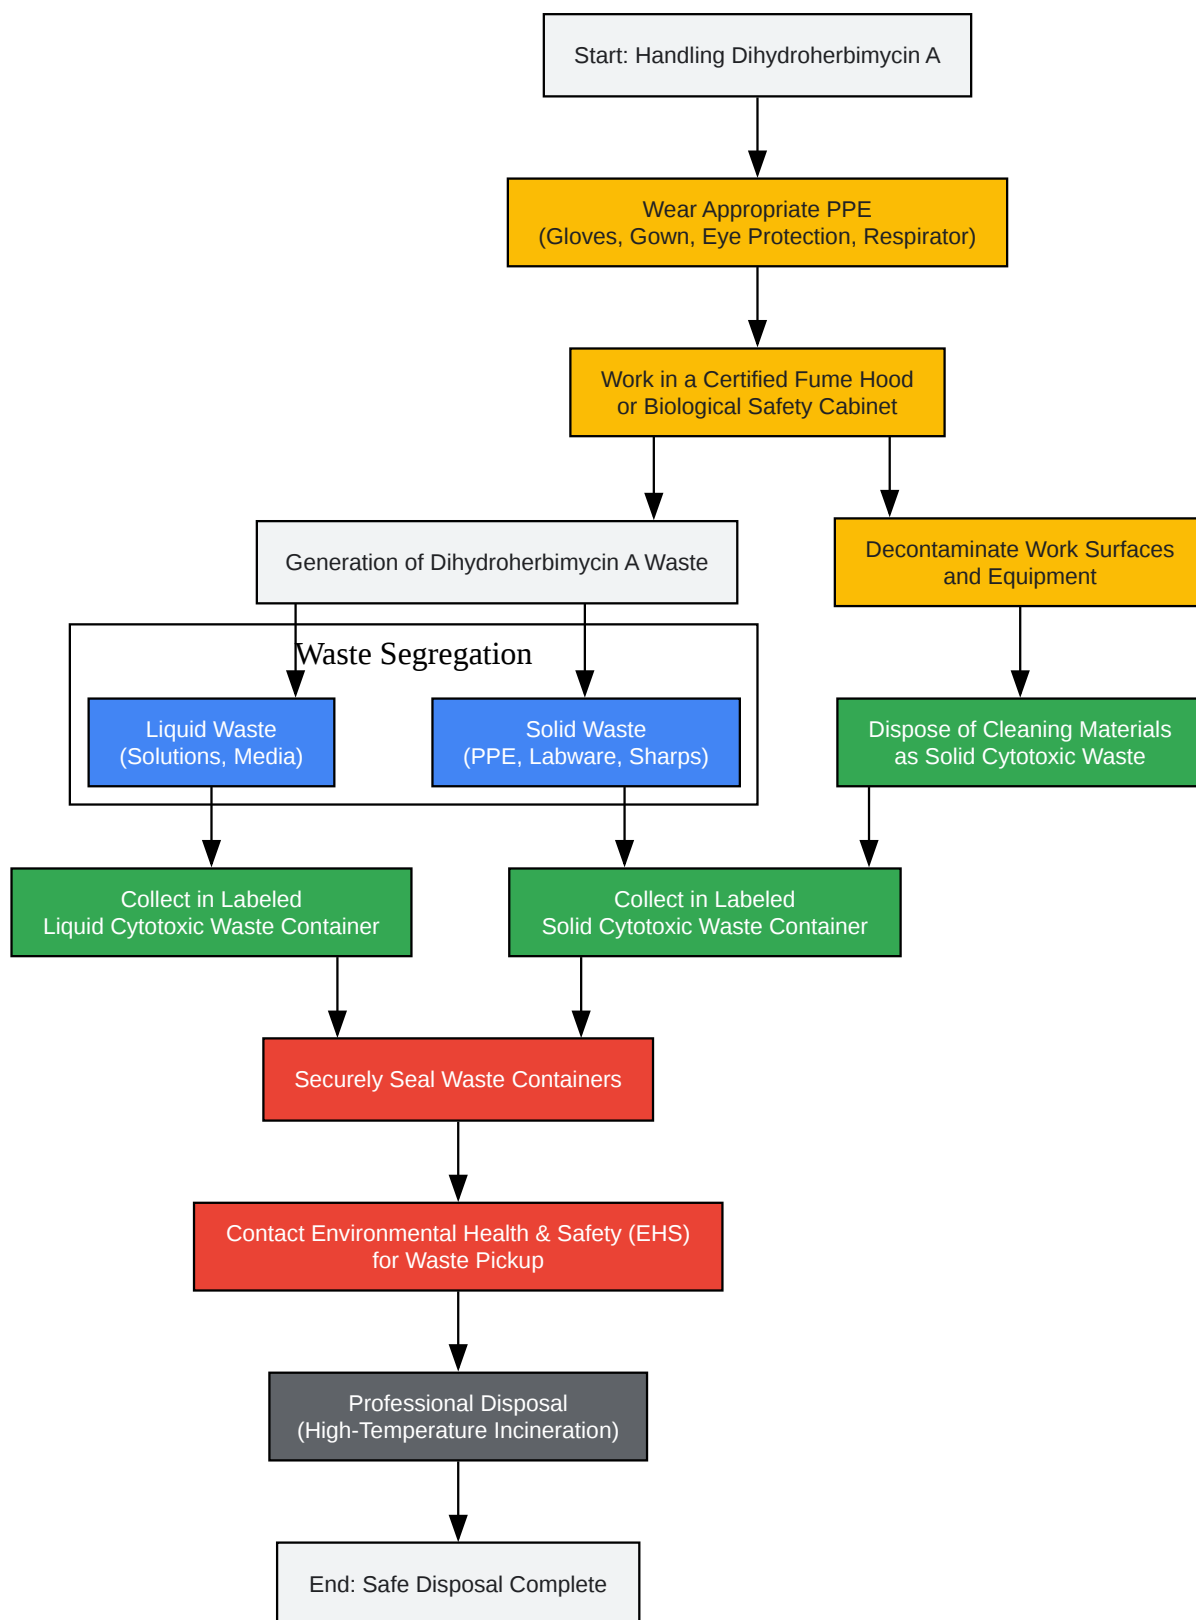 Start: Handling Dihydroherbimycin A
Wear Appropriate PPE
(Gloves, Gown, Eye Protection, Respirator)
Work in a Certified Fume Hood
or Biological Safety Cabinet
Generation of Dihydroherbimycin A Waste
Decontaminate Work Surfaces
and Equipment
Waste Segregation
Liquid Waste
(Solutions, Media)
Solid Waste
(PPE, Labware, Sharps)
Dispose of Cleaning Materials
as Solid Cytotoxic Waste
Collect in Labeled
Liquid Cytotoxic Waste Container
Collect in Labeled
Solid Cytotoxic Waste Container
Securely Seal Waste Containers
Contact Environmental Health & Safety (EHS)
for Waste Pickup
Professional Disposal
(High-Temperature Incineration)
End: Safe Disposal Complete